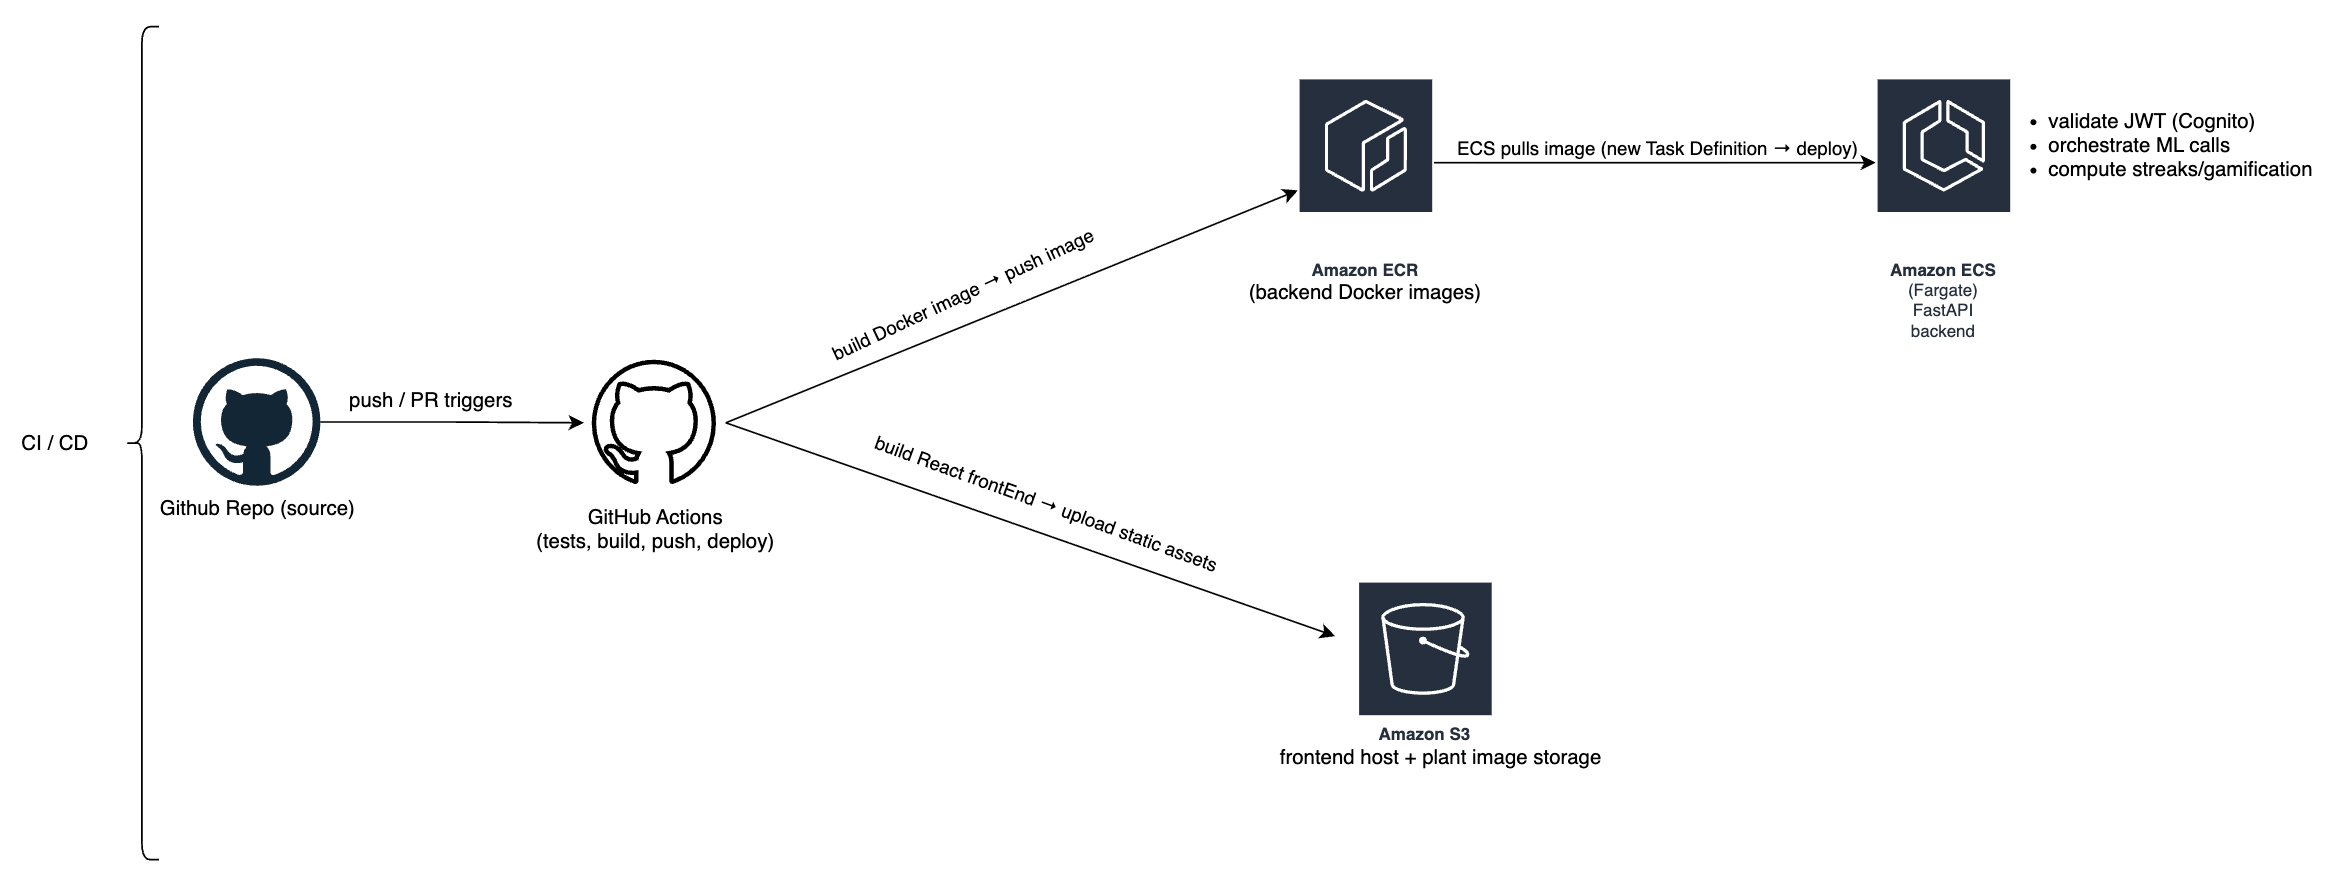 CI / CD
Github Repo (source)
push / PR triggers
GitHub Actions
(tests, build, push, deploy)
build Docker image → push image
build React frontEnd → upload static assets
Amazon ECR
(backend Docker images)
ECS pulls image (new Task Definition → deploy)
Amazon ECS
(Fargate)
FastAPI
backend
• validate JWT (Cognito)
• orchestrate ML calls
• compute streaks/gamification
Amazon S3
frontend host + plant image storage